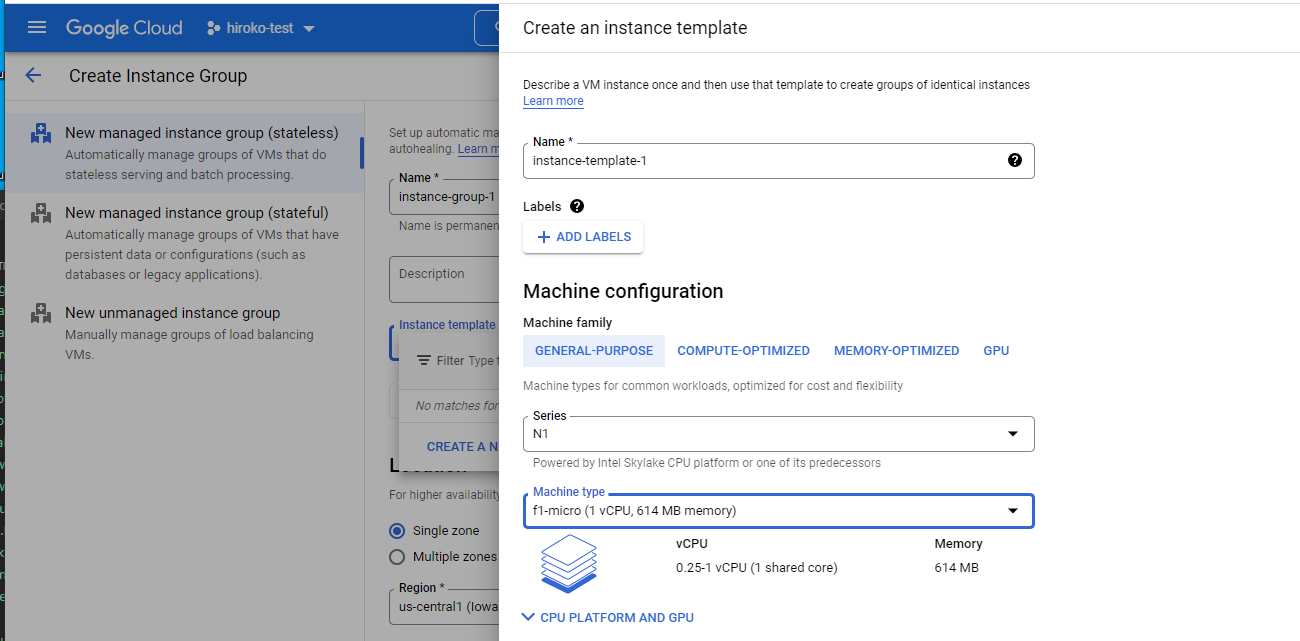 Google Cloud
hiroko-test
Create Instance Group
New managed instance group (stateless)
Automatically manage groups of VMs that do
stateless serving and batch processing.
New managed instance group (stateful)
Automatically manage groups of VMs that have
persistent data or configurations (such as
databases or legacy applications).
New unmanaged instance group
Manually manage groups of load balancing
VMs.
Set up automatic ma
autohealing. Learn m
Name *
instance-group-1
Name is permanen
Description
Instance template
Filter Type t
No matches for
CREATE A N
Location
For higher availability
Single zone
Multiple zones
Region *
us-central1 (Iowa
Create an instance template
Describe a VM instance once and then use that template to create groups of identical instances
Learn more
Name *
instance-template-1
Labels
ADD LABELS
Machine configuration
Machine family
GENERAL-PURPOSE COMPUTE-OPTIMIZED MEMORY-OPTIMIZED GPU
Machine types for common workloads, optimized for cost and flexibility
Series
N1
Powered by Intel Skylake CPU platform or one of its predecessors
Machine type
f1-micro (1 vCPU, 614 MB memory)
vCPU Memory
0.25-1 vCPU (1 shared core) 614 MB
CPU PLATFORM AND GPU